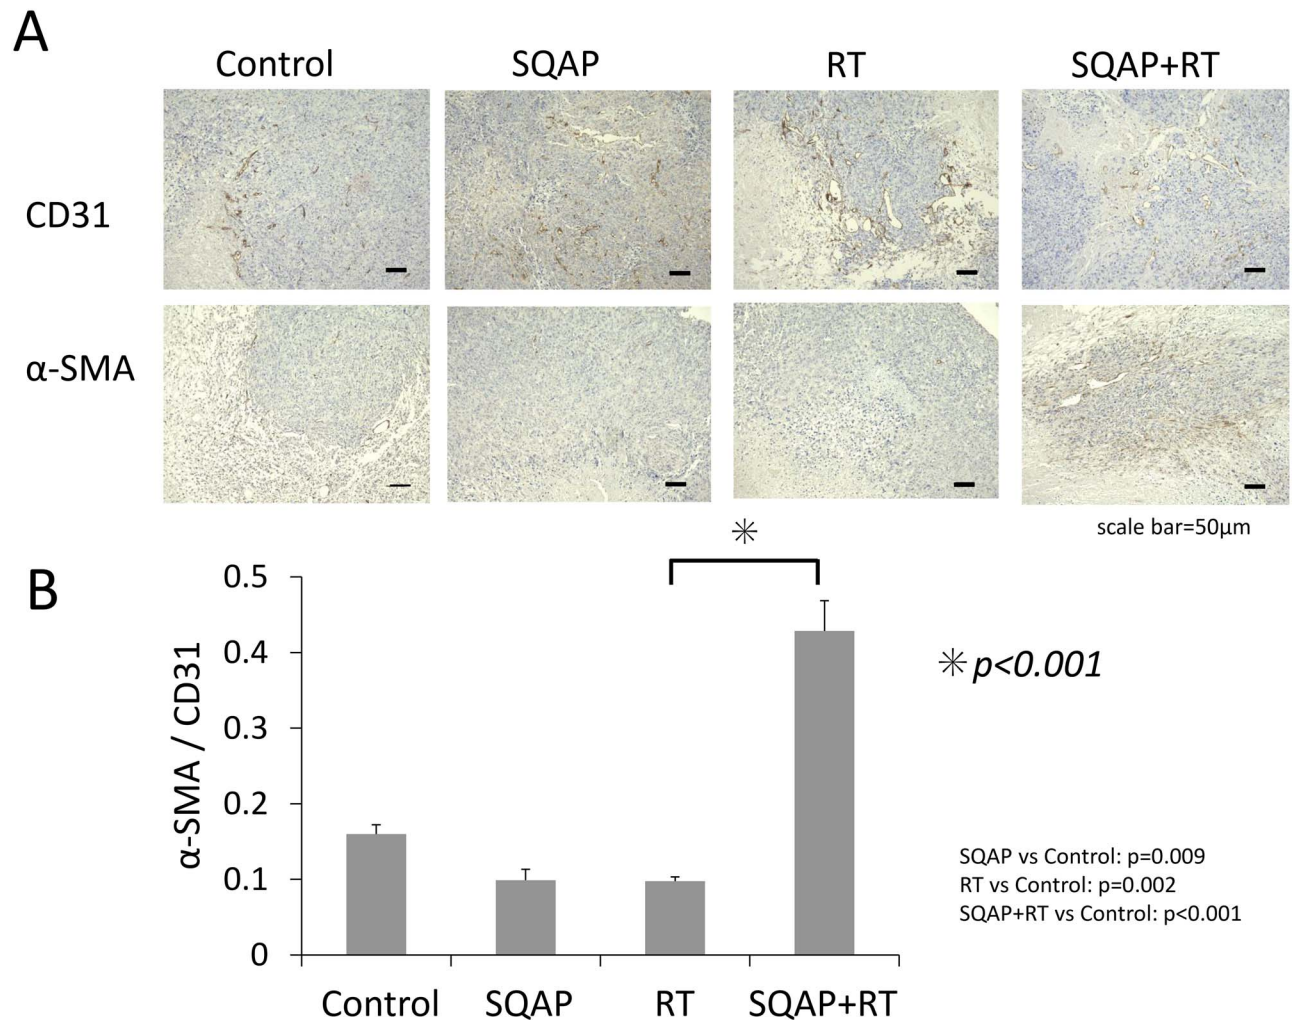 A
Control SQAP RT SQAP+RT
CD31
α-SMA
scale bar=50μm
B
✳
0.5
0.4
0.3
0.2
0.1
0
α-SMA / CD31
✳ p<0.001
SQAP vs Control: p=0.009
RT vs Control: p=0.002
SQAP+RT vs Control: p<0.001
Control SQAP RT SQAP+RT